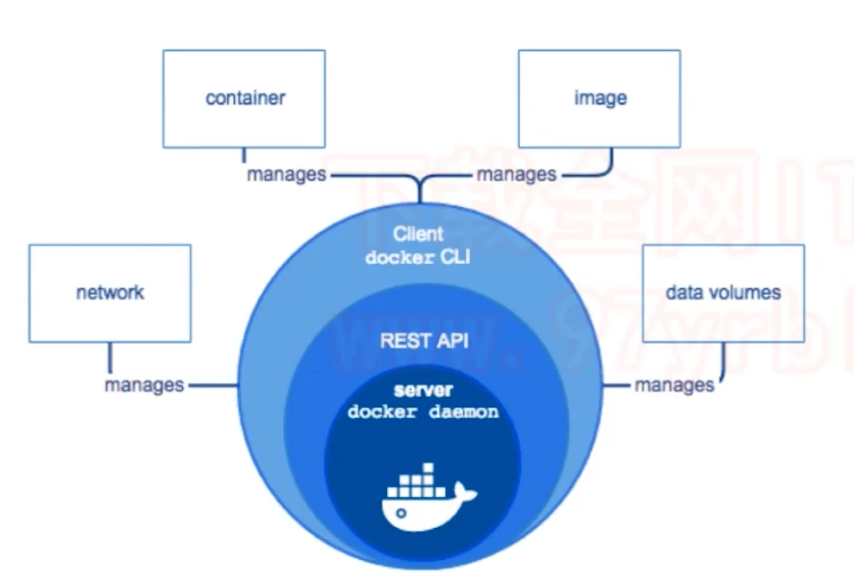 container
image
manages
manages
下载全网IT
Client
docker CLI
network
data volumes
REST API
www.97yrb
manages
manages
server
docker daemon